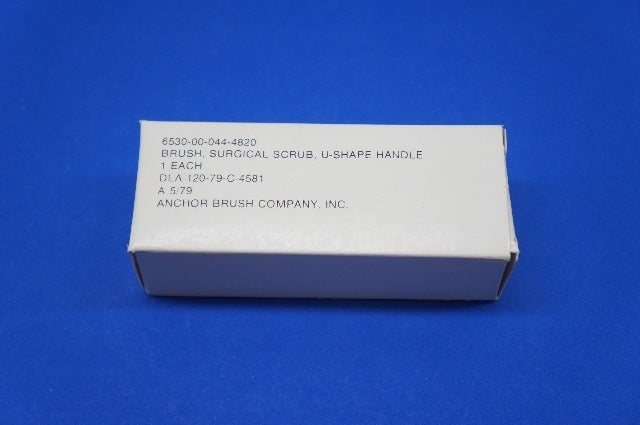 6530-00-044-4820
BRUSH, SURGICAL SCRUB, U-SHAPE HANDLE
1 EACH
DLA 120-79-C-4581
A 5/79
ANCHOR BRUSH COMPANY, INC.